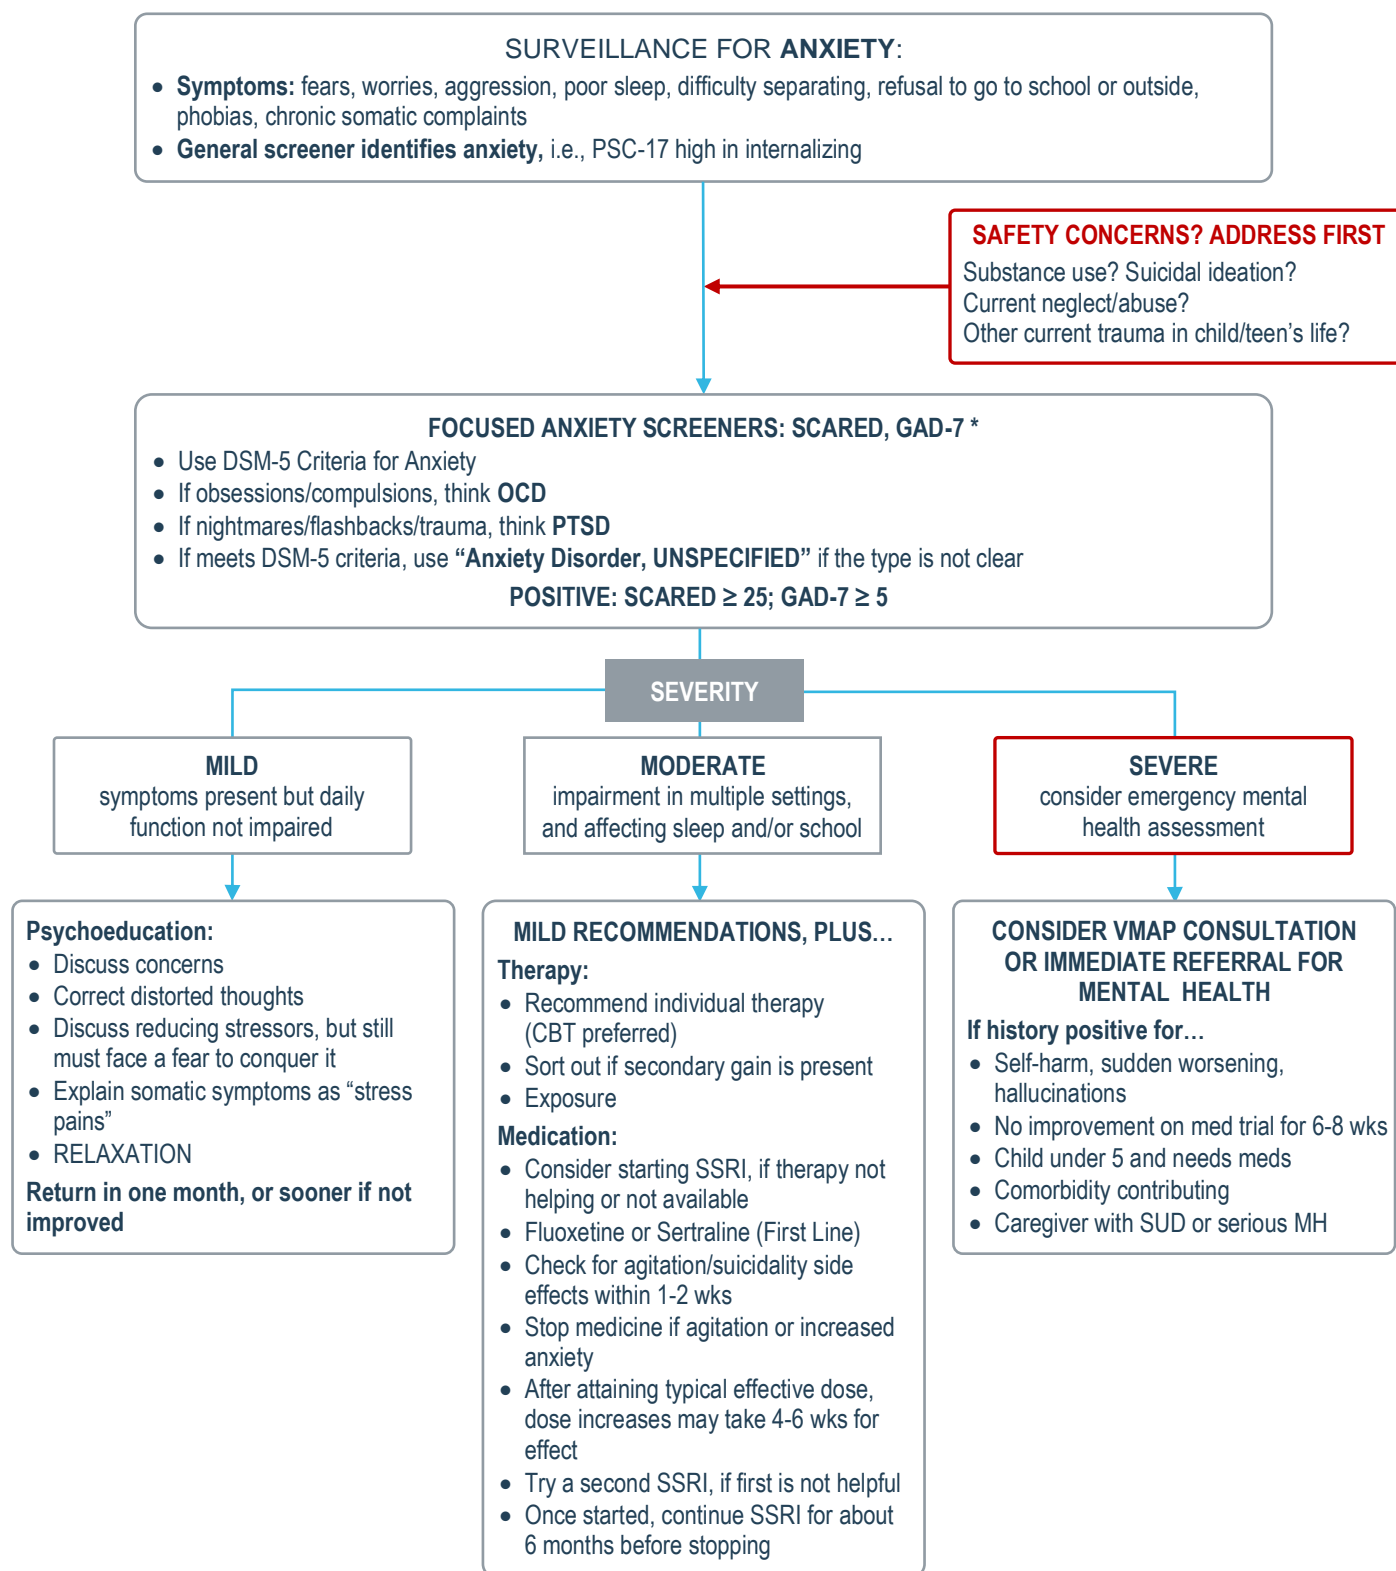 SURVEILLANCE FOR ANXIETY:
• Symptoms: fears, worries, aggression, poor sleep, difficulty separating, refusal to go to school or outside,
phobias, chronic somatic complaints
• General screener identifies anxiety, i.e., PSC-17 high in internalizing
SAFETY CONCERNS? ADDRESS FIRST
Substance use? Suicidal ideation?
Current neglect/abuse?
Other current trauma in child/teen’s life?
FOCUSED ANXIETY SCREENERS: SCARED, GAD-7 *
• Use DSM-5 Criteria for Anxiety
• If obsessions/compulsions, think OCD
• If nightmares/flashbacks/trauma, think PTSD
• If meets DSM-5 criteria, use “Anxiety Disorder, UNSPECIFIED” if the type is not clear
POSITIVE: SCARED ≥ 25; GAD-7 ≥ 5
SEVERITY
MILD
symptoms present but daily
function not impaired
MODERATE
impairment in multiple settings,
and affecting sleep and/or school
SEVERE
consider emergency mental
health assessment
Psychoeducation:
• Discuss concerns
• Correct distorted thoughts
• Discuss reducing stressors, but still
must face a fear to conquer it
• Explain somatic symptoms as “stress
pains”
• RELAXATION
Return in one month, or sooner if not
improved
MILD RECOMMENDATIONS, PLUS…
Therapy:
• Recommend individual therapy
(CBT preferred)
• Sort out if secondary gain is present
• Exposure
Medication:
• Consider starting SSRI, if therapy not
helping or not available
• Fluoxetine or Sertraline (First Line)
• Check for agitation/suicidality side
effects within 1-2 wks
• Stop medicine if agitation or increased
anxiety
• After attaining typical effective dose,
dose increases may take 4-6 wks for
effect
• Try a second SSRI, if first is not helpful
• Once started, continue SSRI for about
6 months before stopping
CONSIDER VMAP CONSULTATION
OR IMMEDIATE REFERRAL FOR
MENTAL HEALTH
If history positive for…
• Self-harm, sudden worsening,
hallucinations
• No improvement on med trial for 6-8 wks
• Child under 5 and needs meds
• Comorbidity contributing
• Caregiver with SUD or serious MH